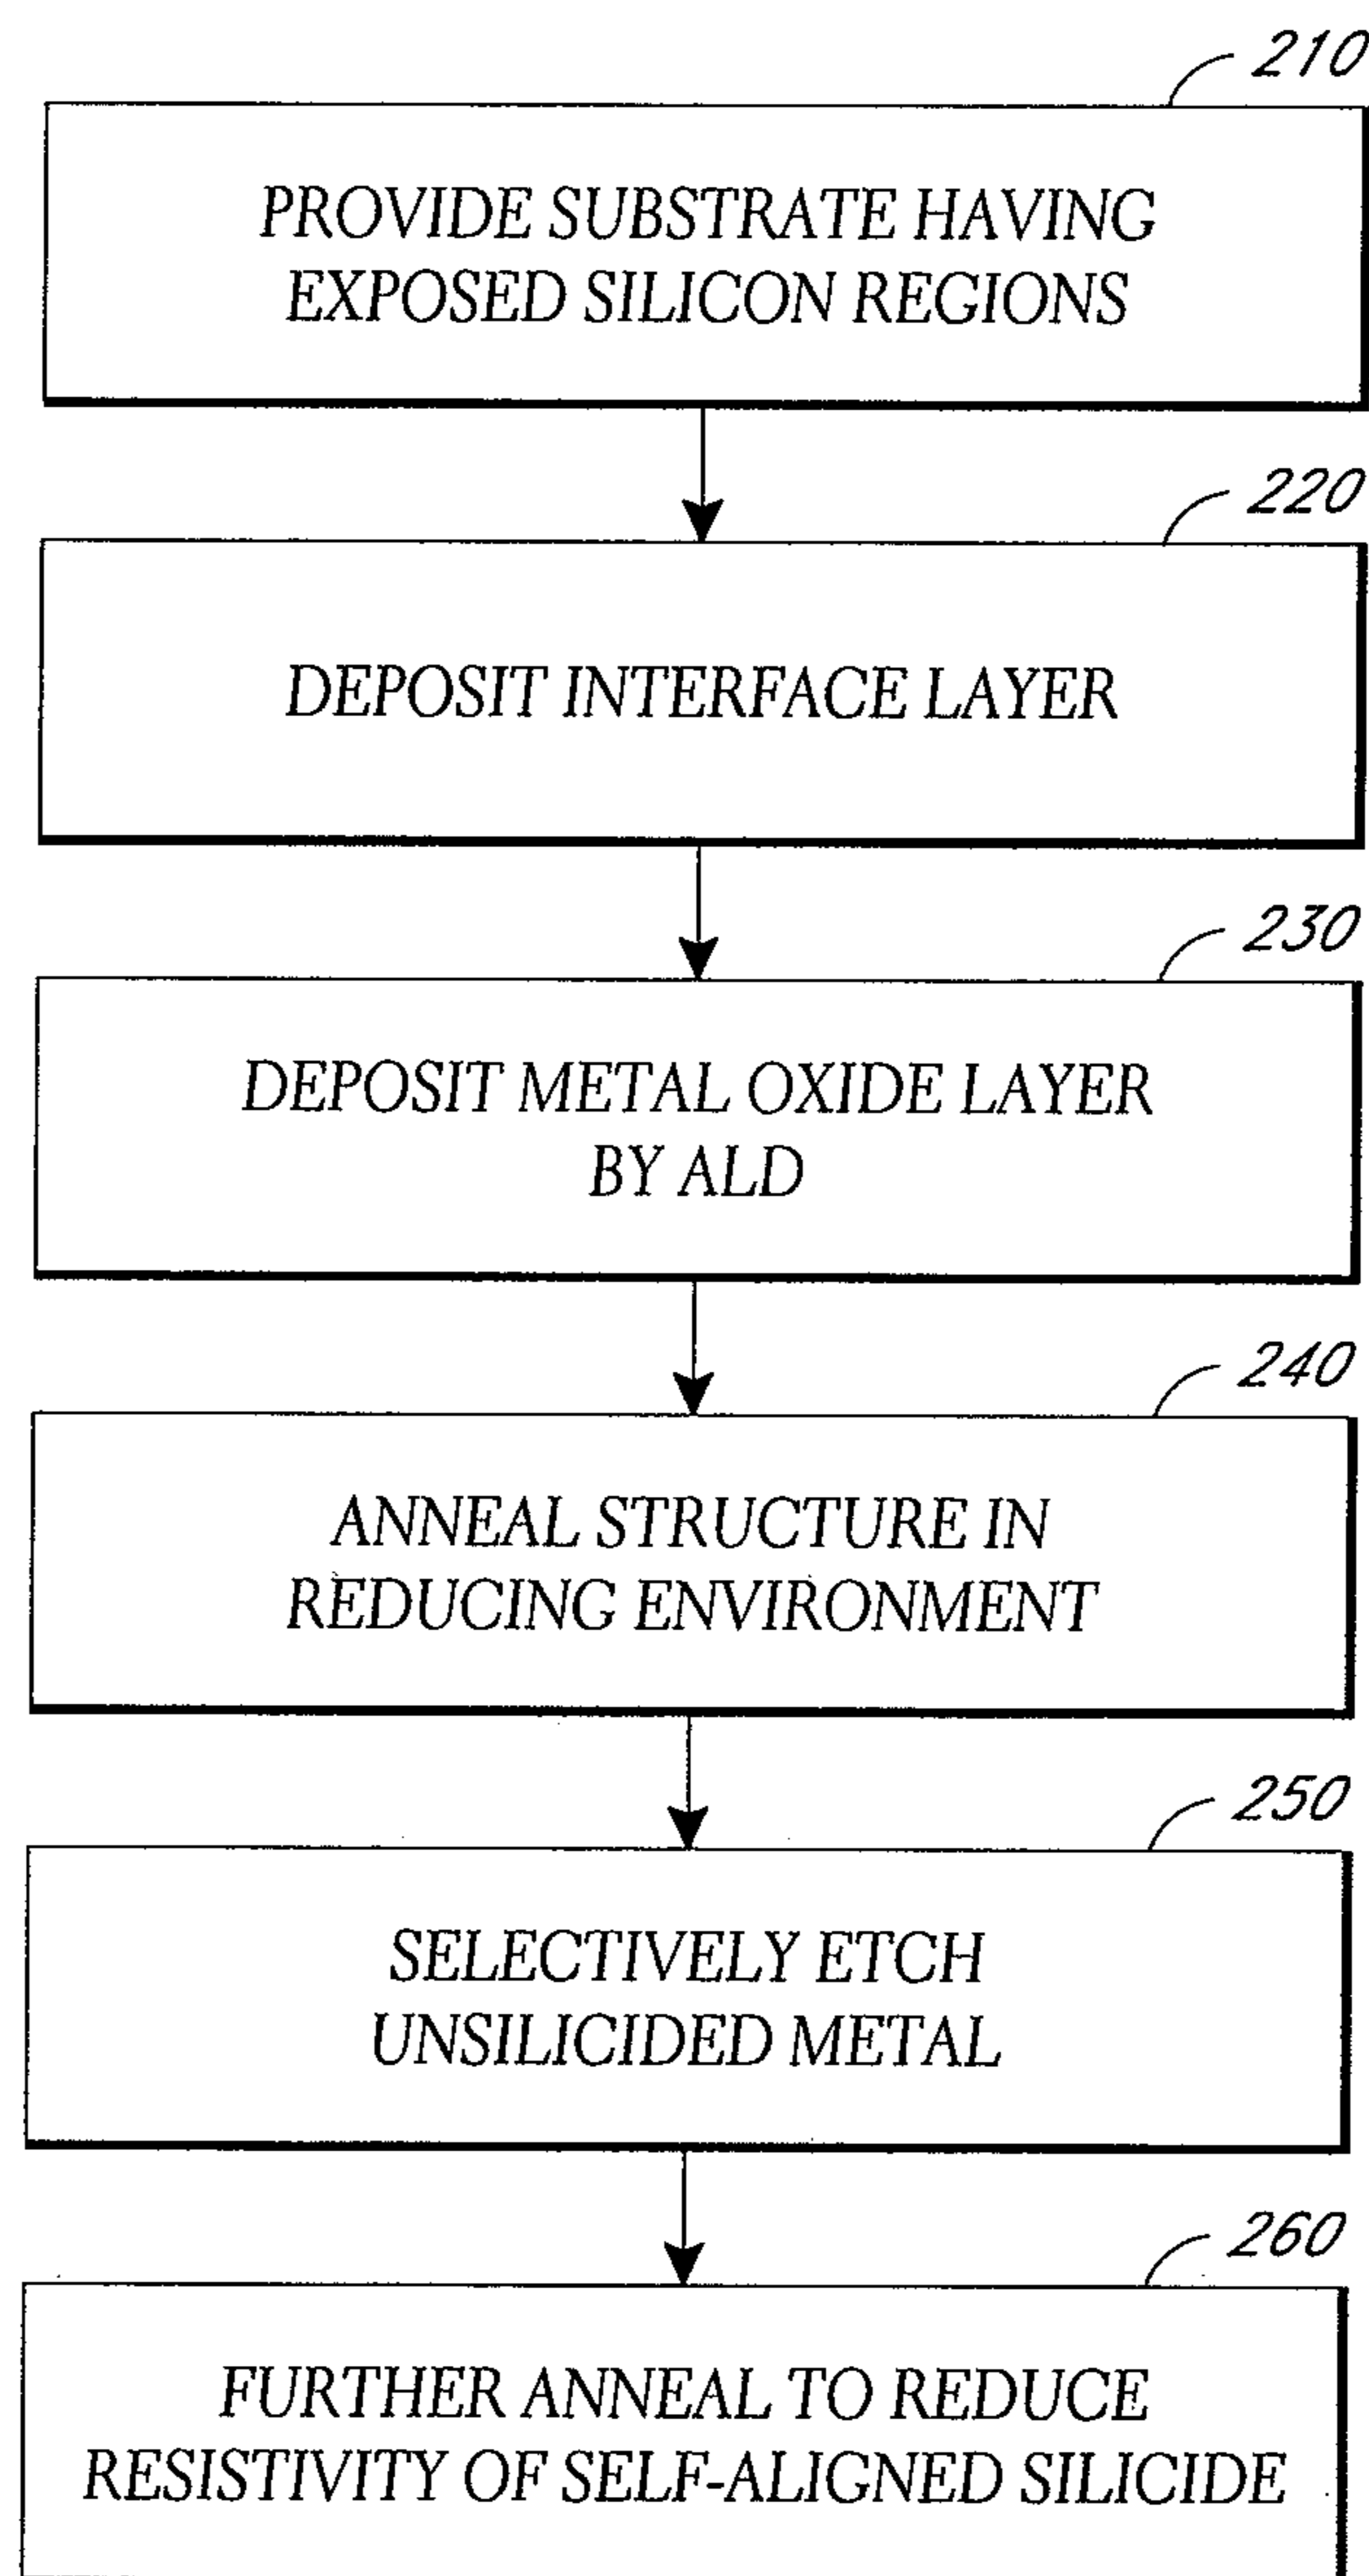 210
PROVIDE SUBSTRATE HAVING
EXPOSED SILICON REGIONS
220
DEPOSIT INTERFACE LAYER
230
DEPOSIT METAL OXIDE LAYER
BY ALD
240
ANNEAL STRUCTURE IN
REDUCING ENVIRONMENT
250
SELECTIVELY ETCH
UNSILICIDED METAL
260
FURTHER ANNEAL TO REDUCE
RESISTIVITY OF SELF-ALIGNED SILICIDE